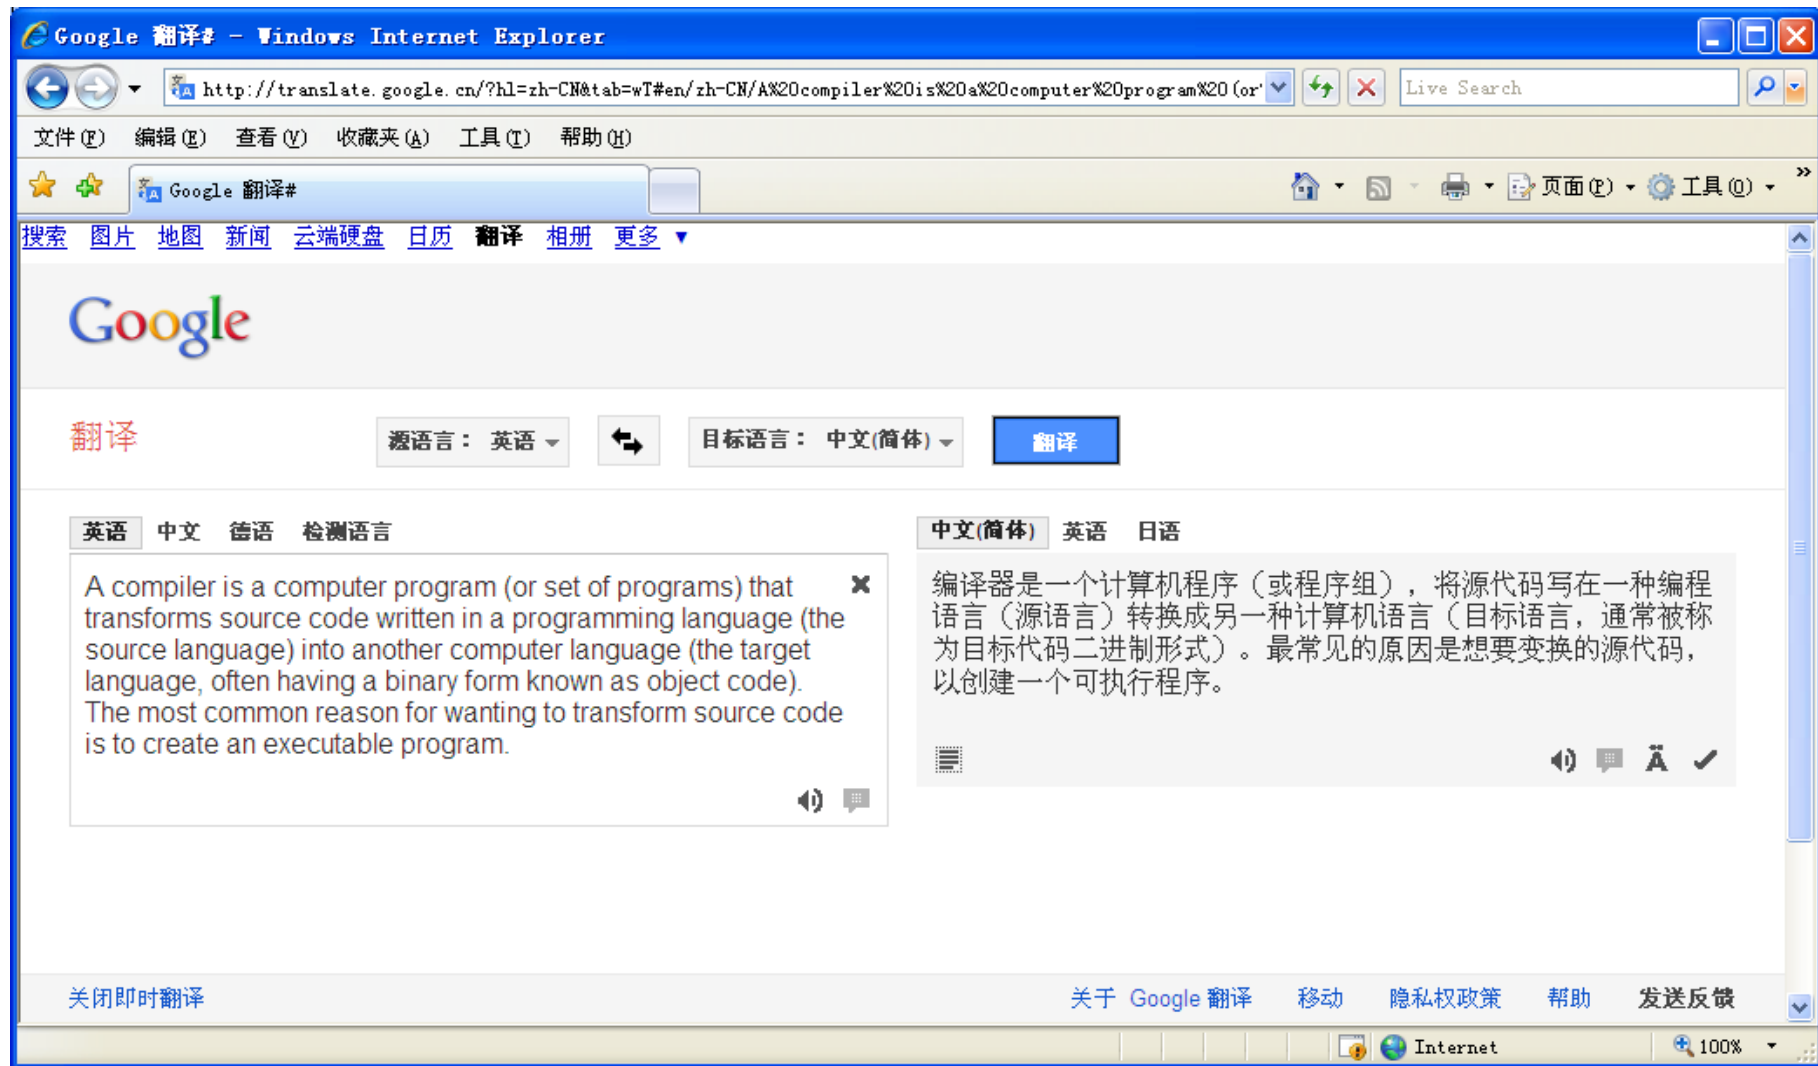 Google 翻译# - Windows Internet Explorer
http://translate.google.cn/?hl=zh-CN&tab=wT#en/zh-CN/A%20compiler%20is%20a%20computer%20program%20(or' Live Search
文件(F) 编辑(E) 查看(V) 收藏夹(A) 工具(T) 帮助(H)
Google 翻译# 页面(P) 工具(O) »
搜索 图片 地图 新闻 云端硬盘 日历 翻译 相册 更多 ▼
Google
翻译 源语言: 英语 目标语言: 中文(简体) 翻译
英语 中文 德语 检测语言 中文(简体) 英语 日语
A compiler is a computer program (or set of programs) that
transforms source code written in a programming language (the
source language) into another computer language (the target
language, often having a binary form known as object code).
The most common reason for wanting to transform source code
is to create an executable program.
编译器是一个计算机程序（或程序组），将源代码写在一种编程
语言（源语言）转换成另一种计算机语言（目标语言，通常被称
为目标代码二进制形式）。最常见的原因是想要变换的源代码，
以创建一个可执行程序。
Ä
关闭即时翻译 关于 Google 翻译 移动 隐私权政策 帮助 发送反馈
Internet 100%